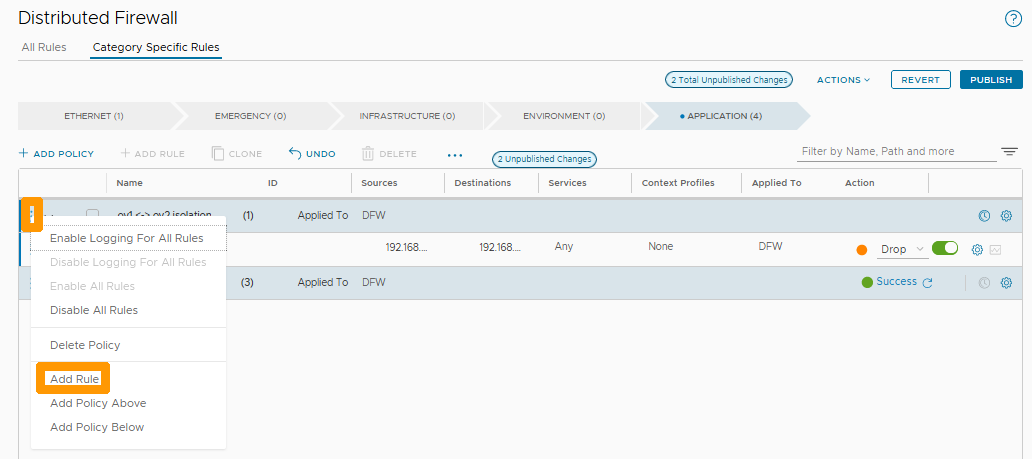 Distributed Firewall
All Rules Category Specific Rules
2 Total Unpublished Changes ACTIONS REVERT PUBLISH
ETHERNET (1) EMERGENCY (0) INFRASTRUCTURE (0) ENVIRONMENT (0) APPLICATION (4)
+ ADD POLICY + ADD RULE CLONE UNDO DELETE ... 2 Unpublished Changes Filter by Name, Path and more
Name ID Sources Destinations Services Context Profiles Applied To Action
ov1 <-> ov2 isolation (1) Applied To DFW
192.168.... 192.168.... Any None DFW Drop
(3) Applied To DFW Success
Enable Logging For All Rules
Disable Logging For All Rules
Enable All Rules
Disable All Rules
Delete Policy
Add Rule
Add Policy Above
Add Policy Below